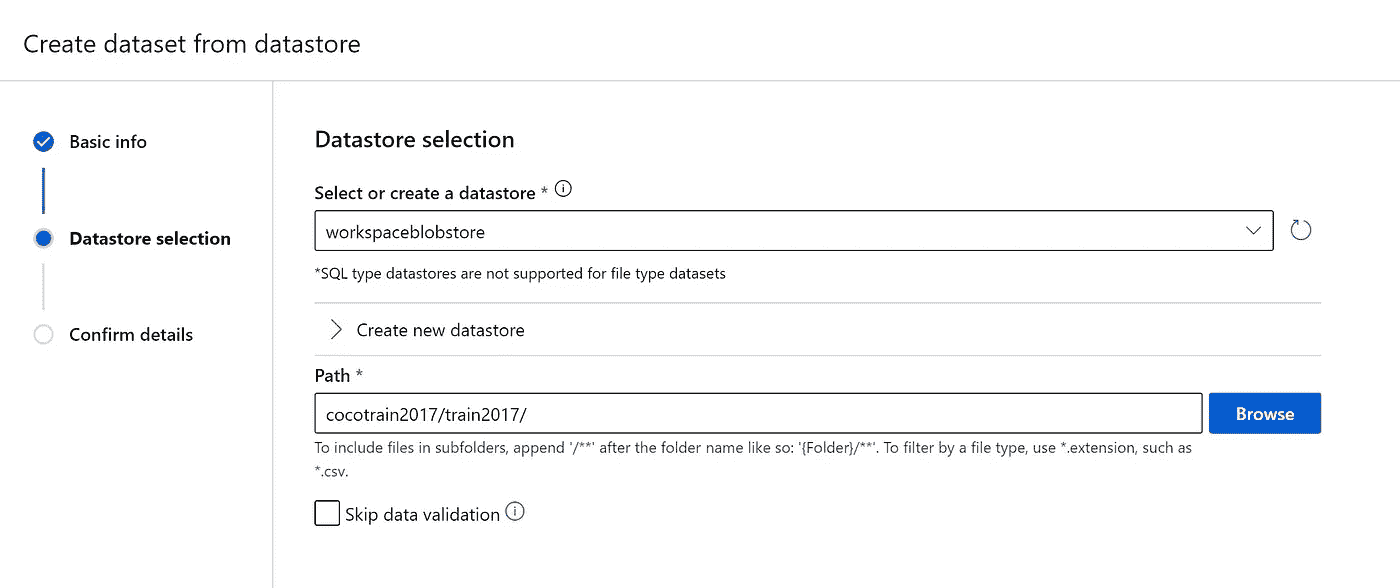 Create dataset from datastore
Basic info
Datastore selection
Confirm details
Datastore selection
Select or create a datastore *
workspaceblobstore
*SQL type datastores are not supported for file type datasets
Create new datastore
Path *
cocotrain2017/train2017/
Browse
To include files in subfolders, append '/**' after the folder name like so: '{Folder}/**'. To filter by a file type, use *.extension, such as
*.csv.
Skip data validation